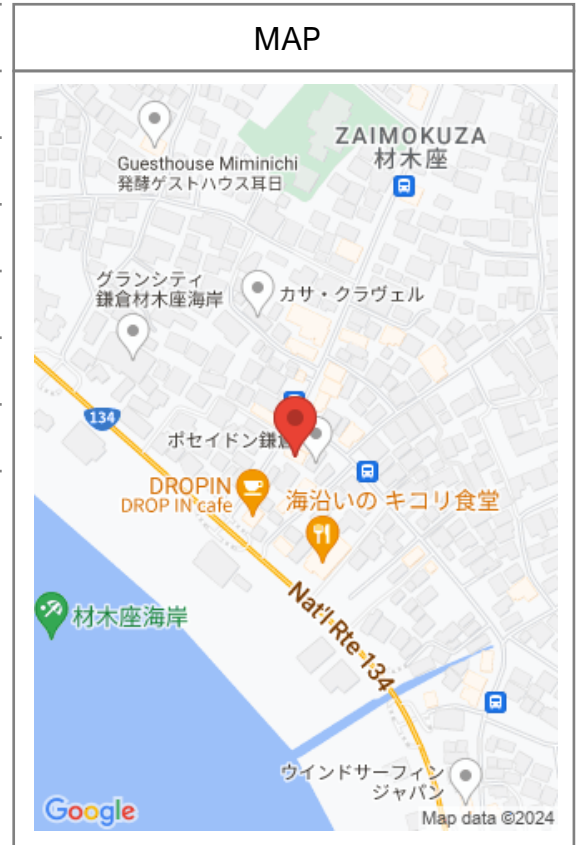 MAP
ZAIMOKUZA
材木座
Guesthouse Miminichi
発酵ゲストハウス耳日
グランシティ
鎌倉材木座海岸
カサ・クラヴェル
134
ポセイドン鎌倉
DROPIN
DROP IN cafe
海沿いの キコリ食堂
Nat'l Rte 134
材木座海岸
ウインドサーフィン
ジャパン
Google
Map data ©2024